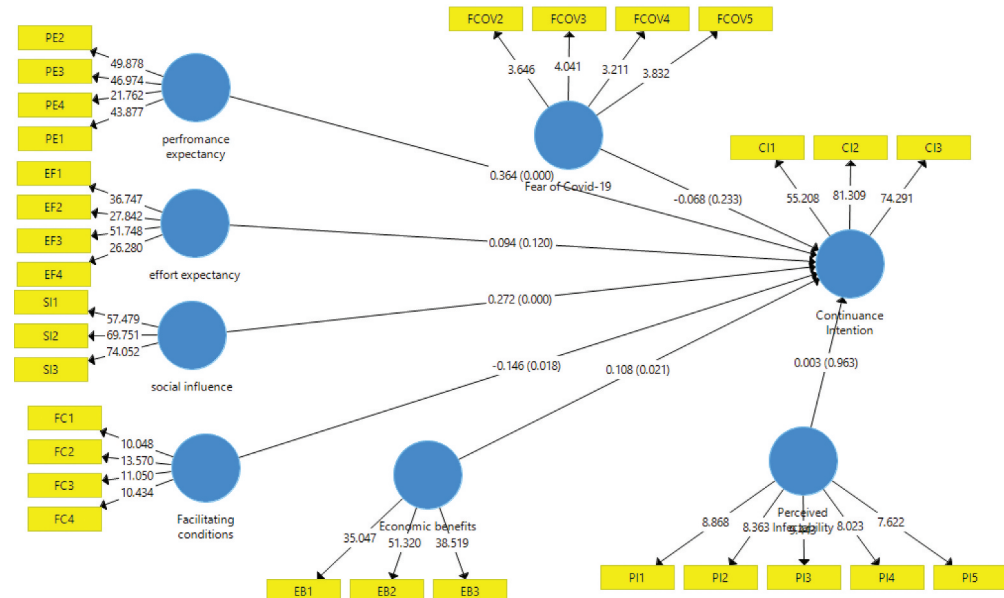 PE2
PE3
PE4
PE1
49.878
46.974
21.762
43.877
perfromance
expectancy
EF1
EF2
EF3
EF4
36.747
27.842
51.748
26.280
effort expectancy
SI1
SI2
SI3
57.479
69.751
74.052
social influence
FC1
FC2
FC3
FC4
10.048
13.570
11.050
10.434
Facilitating
conditions
FCOV2
FCOV3
FCOV4
FCOV5
3.646
4.041
3.211
3.832
Fear of Covid-19
0.364 (0.000)
-0.068 (0.233)
0.094 (0.120)
0.272 (0.000)
-0.146 (0.018)
0.108 (0.021)
0.003 (0.963)
CI1
CI2
CI3
55.208
81.309
74.291
Continuance
Intention
Economic benefits
35.047
51.320
38.519
EB1
EB2
EB3
Perceived
Infectability
8.868
8.363
8.023
7.622
PI1
PI2
PI3
PI4
PI5